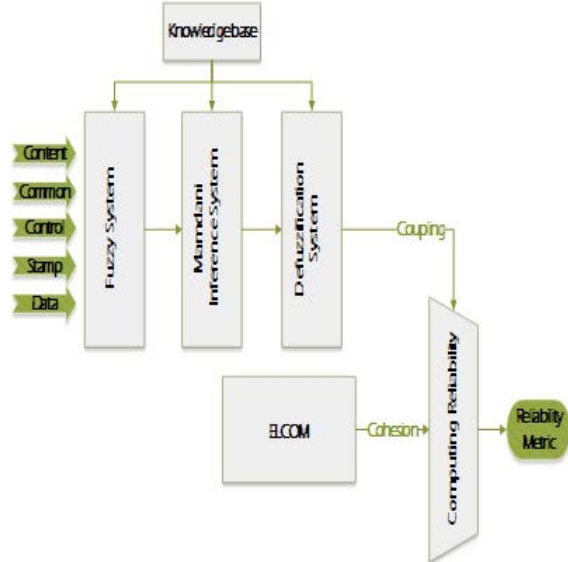 Knowledgebase
Content
Common
Control
Stamp
Data
Fuzzy System
Mamdani
Inference System
Defuzzification
System
Coupling
ELCOM
Cohesion
Computing Reliability
Reliability
Metric